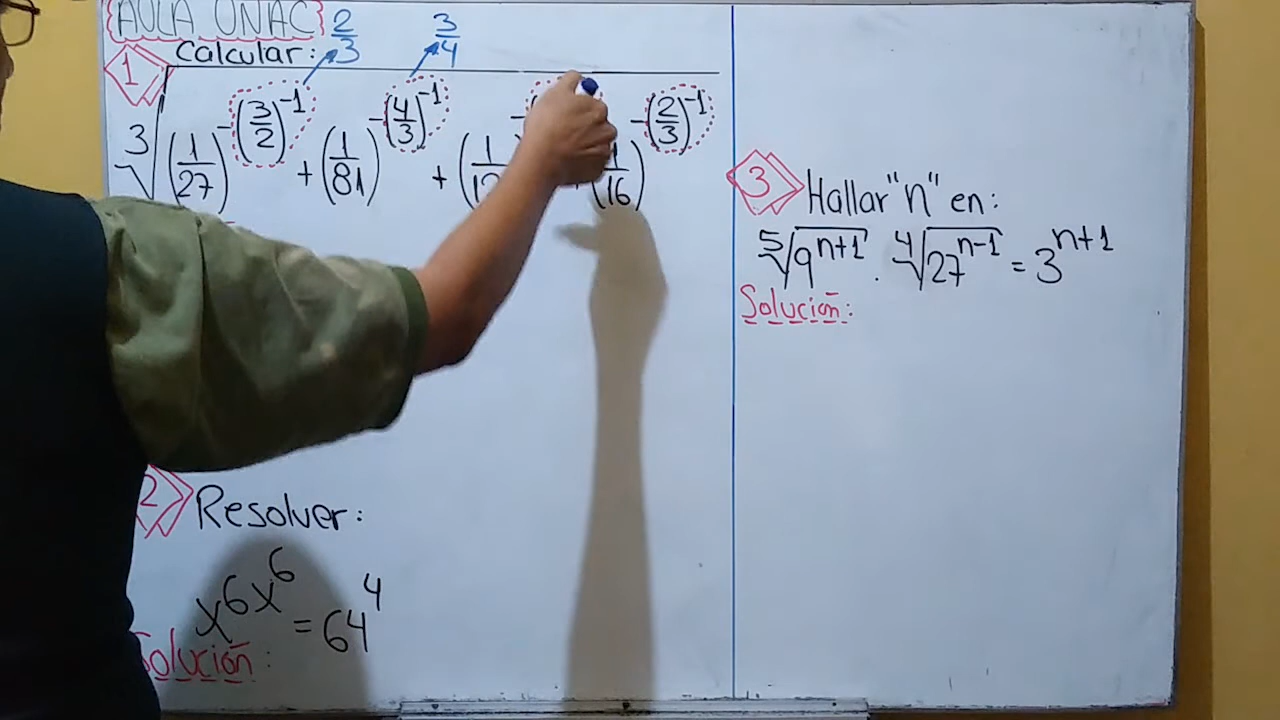 AULA UNAC
1 Calcular: 2/3 3/4
∛((1/27)^-(3/2)^-1 + (1/81)^-(4/3)^-1 + (1/ + (1/16)^-(2/3)^-1
2 Resolver:
x^6x^6 = 64^4
Solución:
3 Hallar "n" en:
⁵√9^n+1 . ⁴√27^n-1 = 3^n+1
Solución: